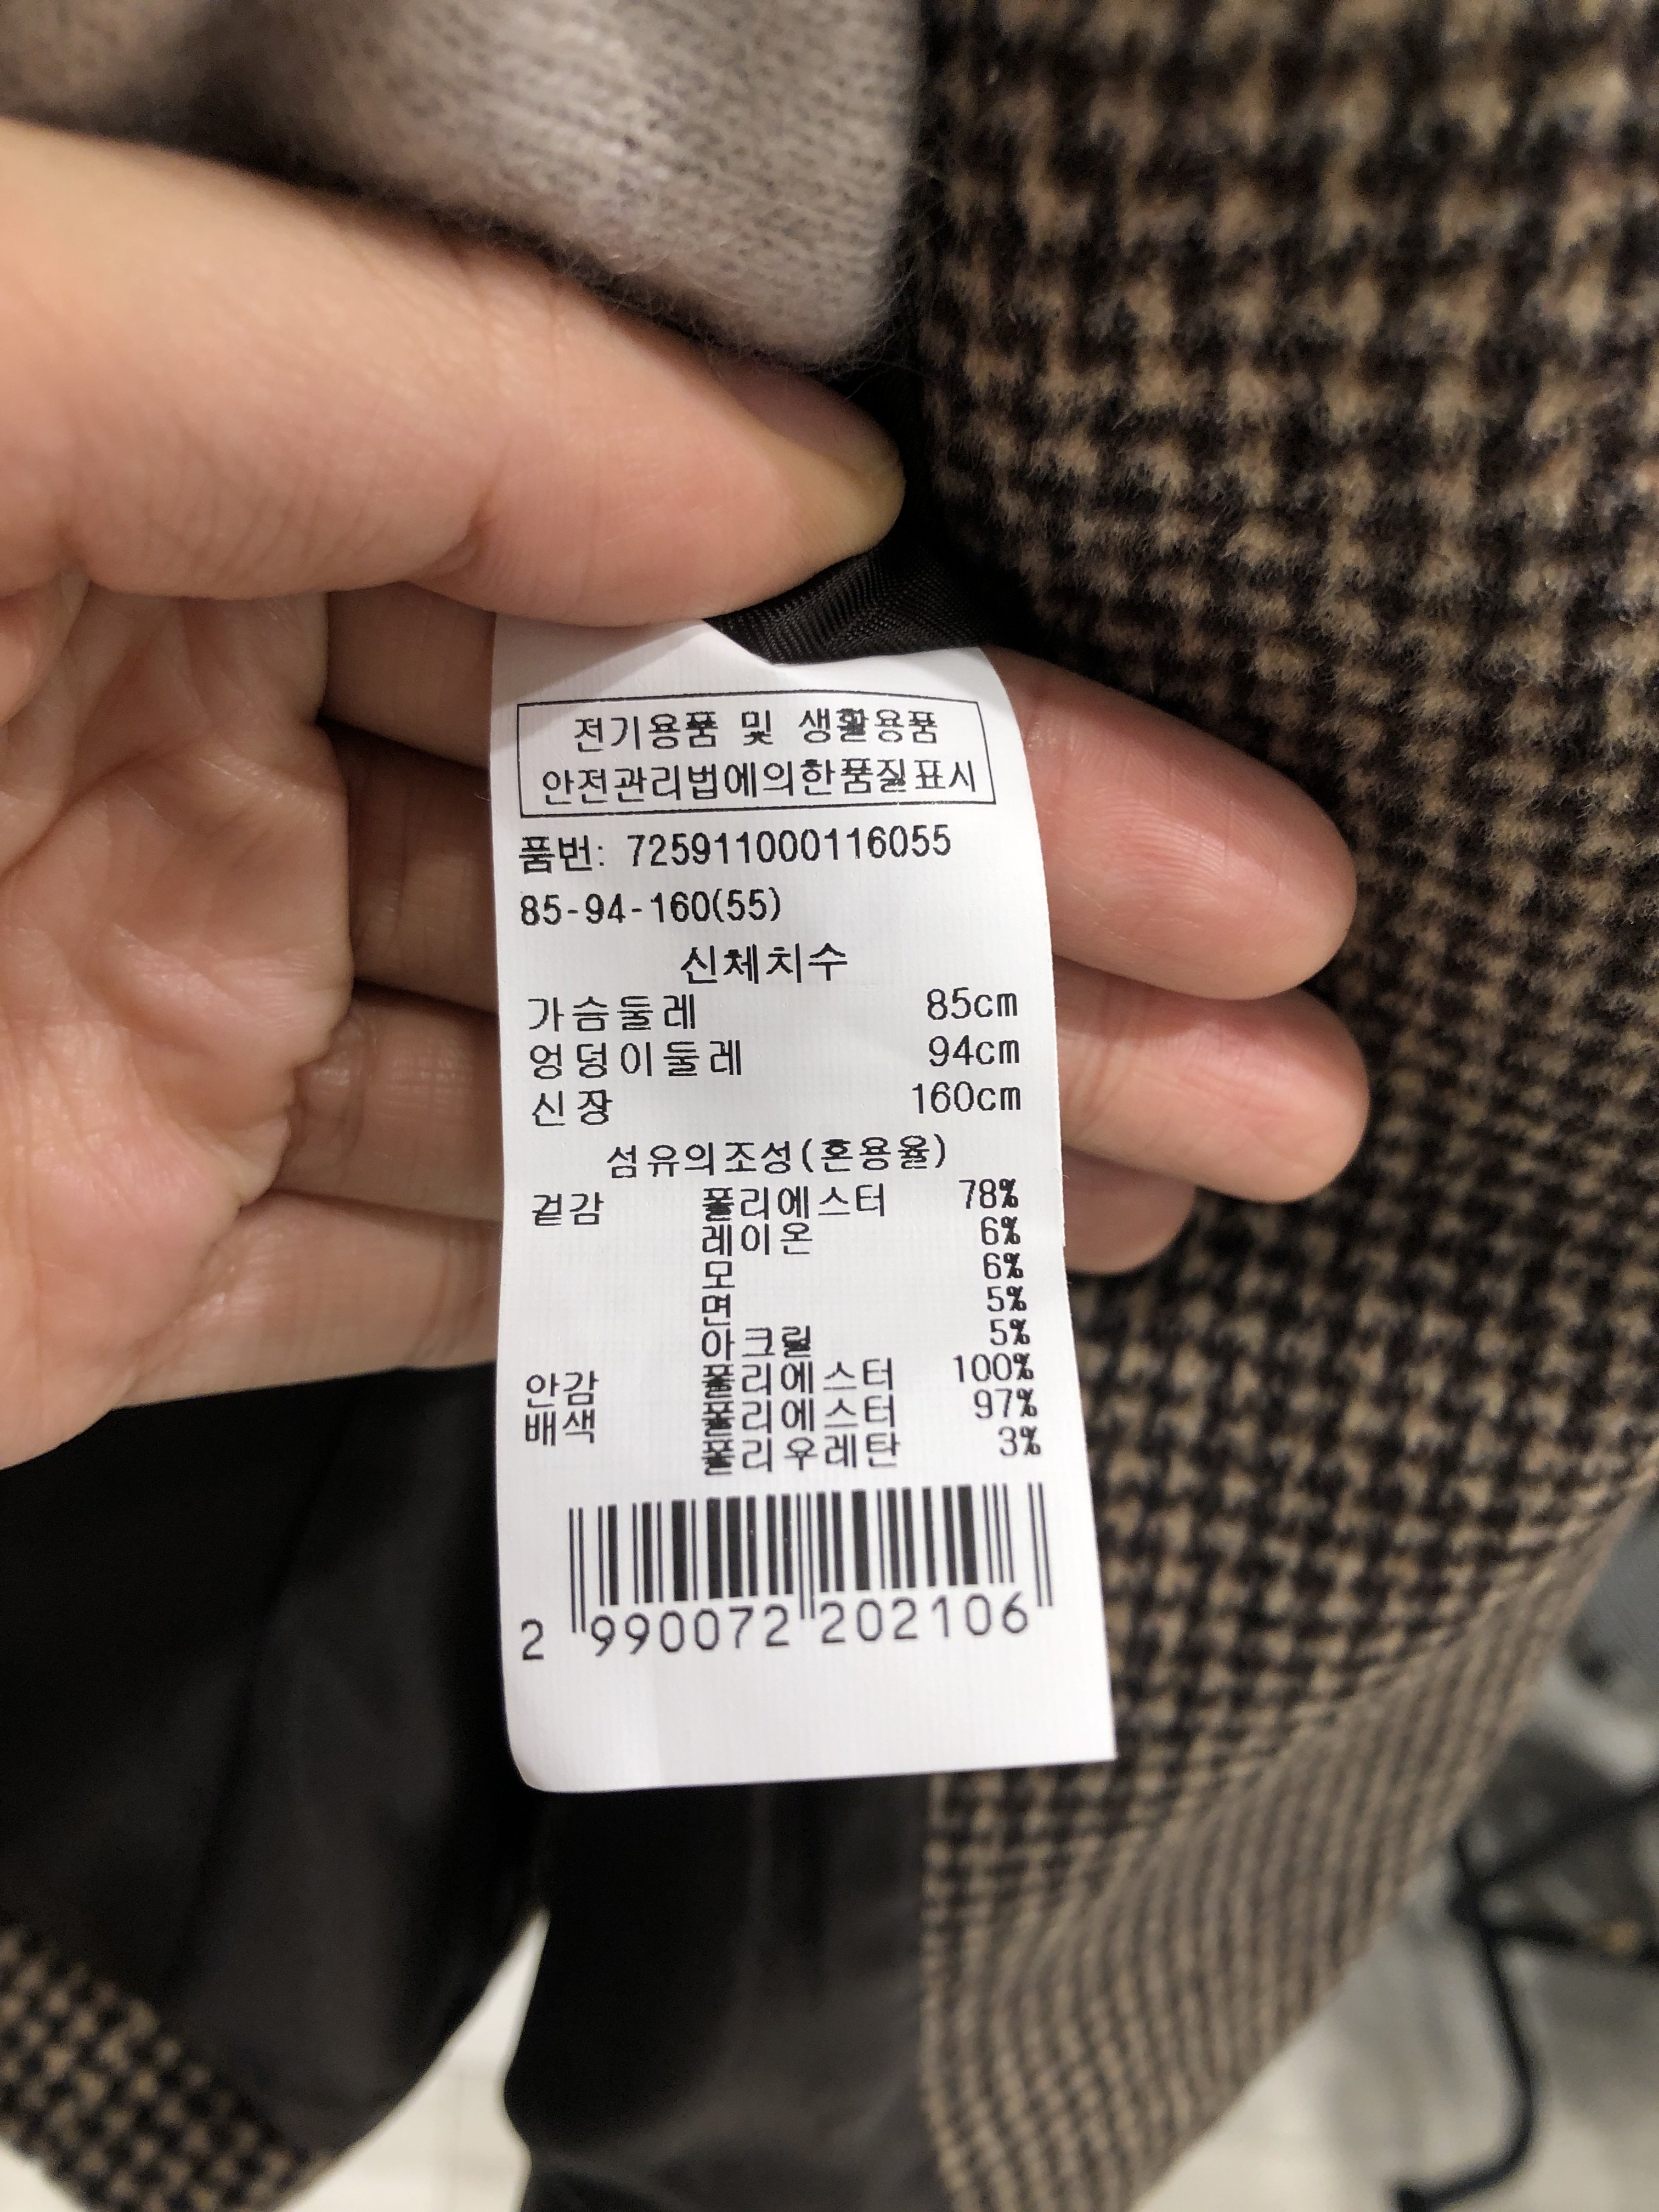 전기용품 및 생활용품
안전관리법에의한품질표시
품번: 725911000116055
85-94-160(55)
신체치수
가슴둘레 85cm
엉덩이둘레 94cm
신장 160cm
섬유의조성(혼용율)
겉감 폴리에스터 78%
레이온 6%
모 6%
면 5%
아크릴 5%
안감 폴리에스터 100%
배색 폴리에스터 97%
폴리우레탄 3%
2 990072 202106